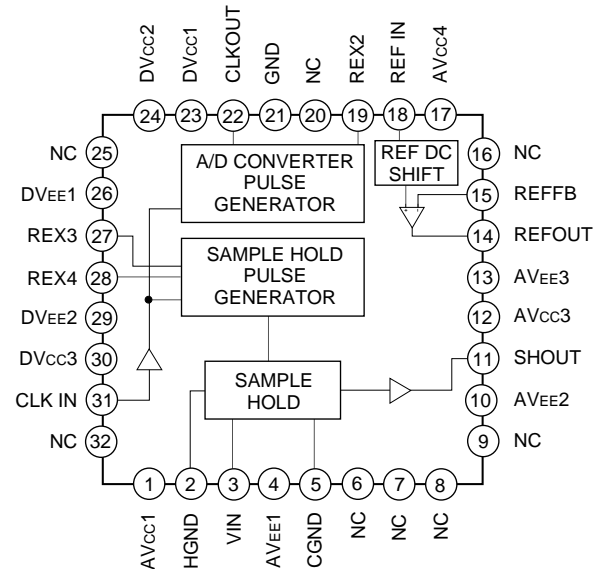 DVCC2
DVCC1
CLKOUT
GND
NC
REX2
REF IN
AVCC4
24
23
22
21
20
19
18
17
NC 25
DVEE1 26
REX3 27
REX4 28
DVEE2 29
DVCC3 30
CLK IN 31
NC 32
A/D CONVERTER
PULSE
GENERATOR
REF DC
SHIFT
SAMPLE HOLD
PULSE
GENERATOR
SAMPLE
HOLD
16 NC
15 REFFB
14 REFOUT
13 AVEE3
12 AVCC3
11 SHOUT
10 AVEE2
9 NC
1
2
3
4
5
6
7
8
AVCC1
HGND
VIN
AVEE1
CGND
NC
NC
NC